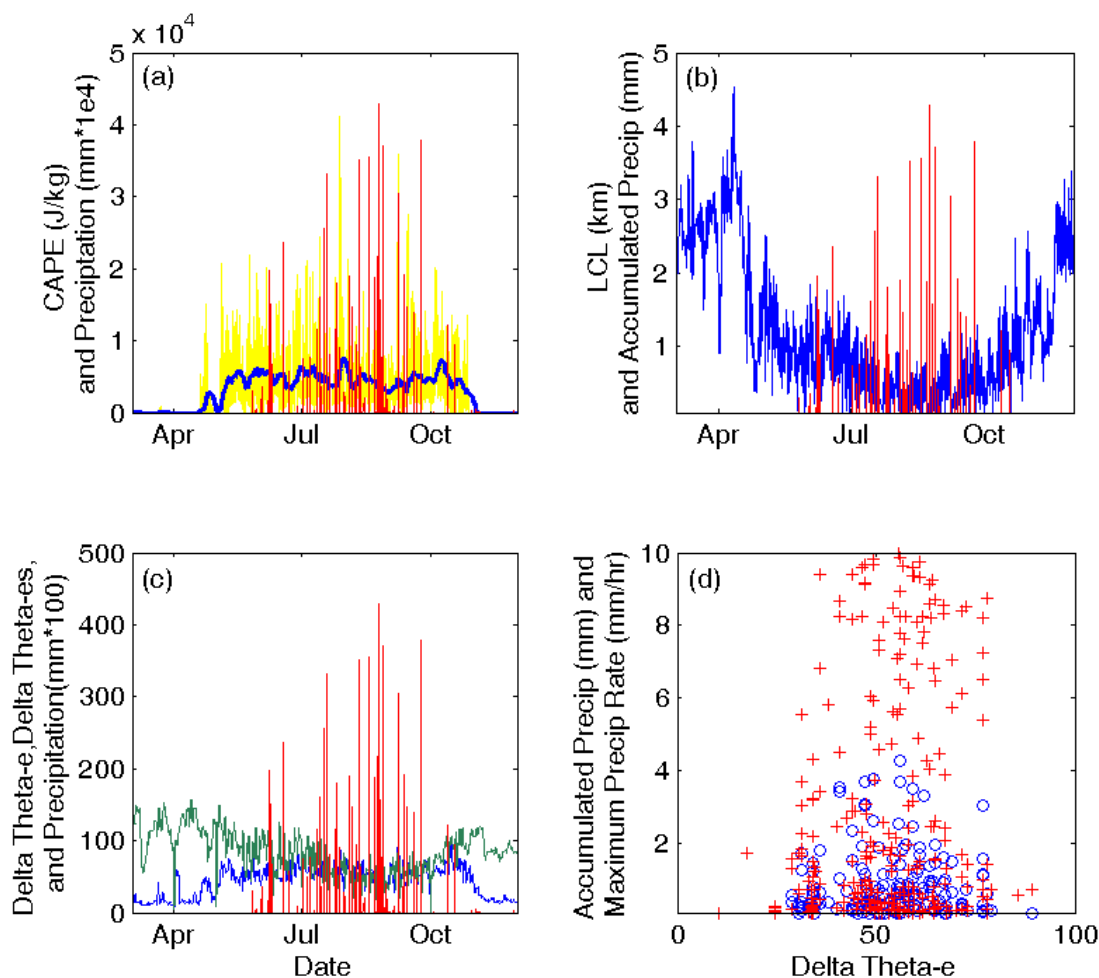 x 10^4
5
4
3
2
1
0
(a)
CAPE (J/kg)
and Preciptation (mm*1e4)
Apr
Jul
Oct
5
4
3
2
1
(b)
LCL (km)
and Accumulated Precip (mm)
Apr
Jul
Oct
500
400
300
200
100
0
(c)
Delta Theta-e,Delta Theta-es,
and Precipitation(mm*100)
Apr
Jul
Oct
Date
10
8
6
4
2
(d)
Accumulated Precip (mm) and
Maximum Precip Rate (mm/hr)
0
50
100
Delta Theta-e